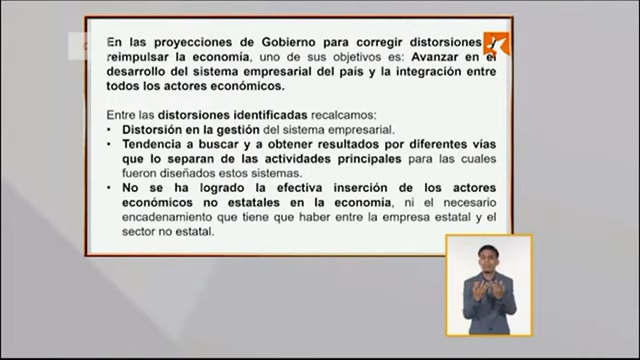 En las proyecciones de Gobierno para corregir distorsiones y
reimpulsar la economía, uno de sus objetivos es: Avanzar en el
desarrollo del sistema empresarial del país y la integración entre
todos los actores económicos.
Entre las distorsiones identificadas recalcamos:
• Distorsión en la gestión del sistema empresarial.
• Tendencia a buscar y a obtener resultados por diferentes vías
que lo separan de las actividades principales para las cuales
fueron diseñados estos sistemas.
• No se ha logrado la efectiva inserción de los actores
económicos no estatales en la economía, ni el necesario
encadenamiento que tiene que haber entre la empresa estatal y el
sector no estatal.